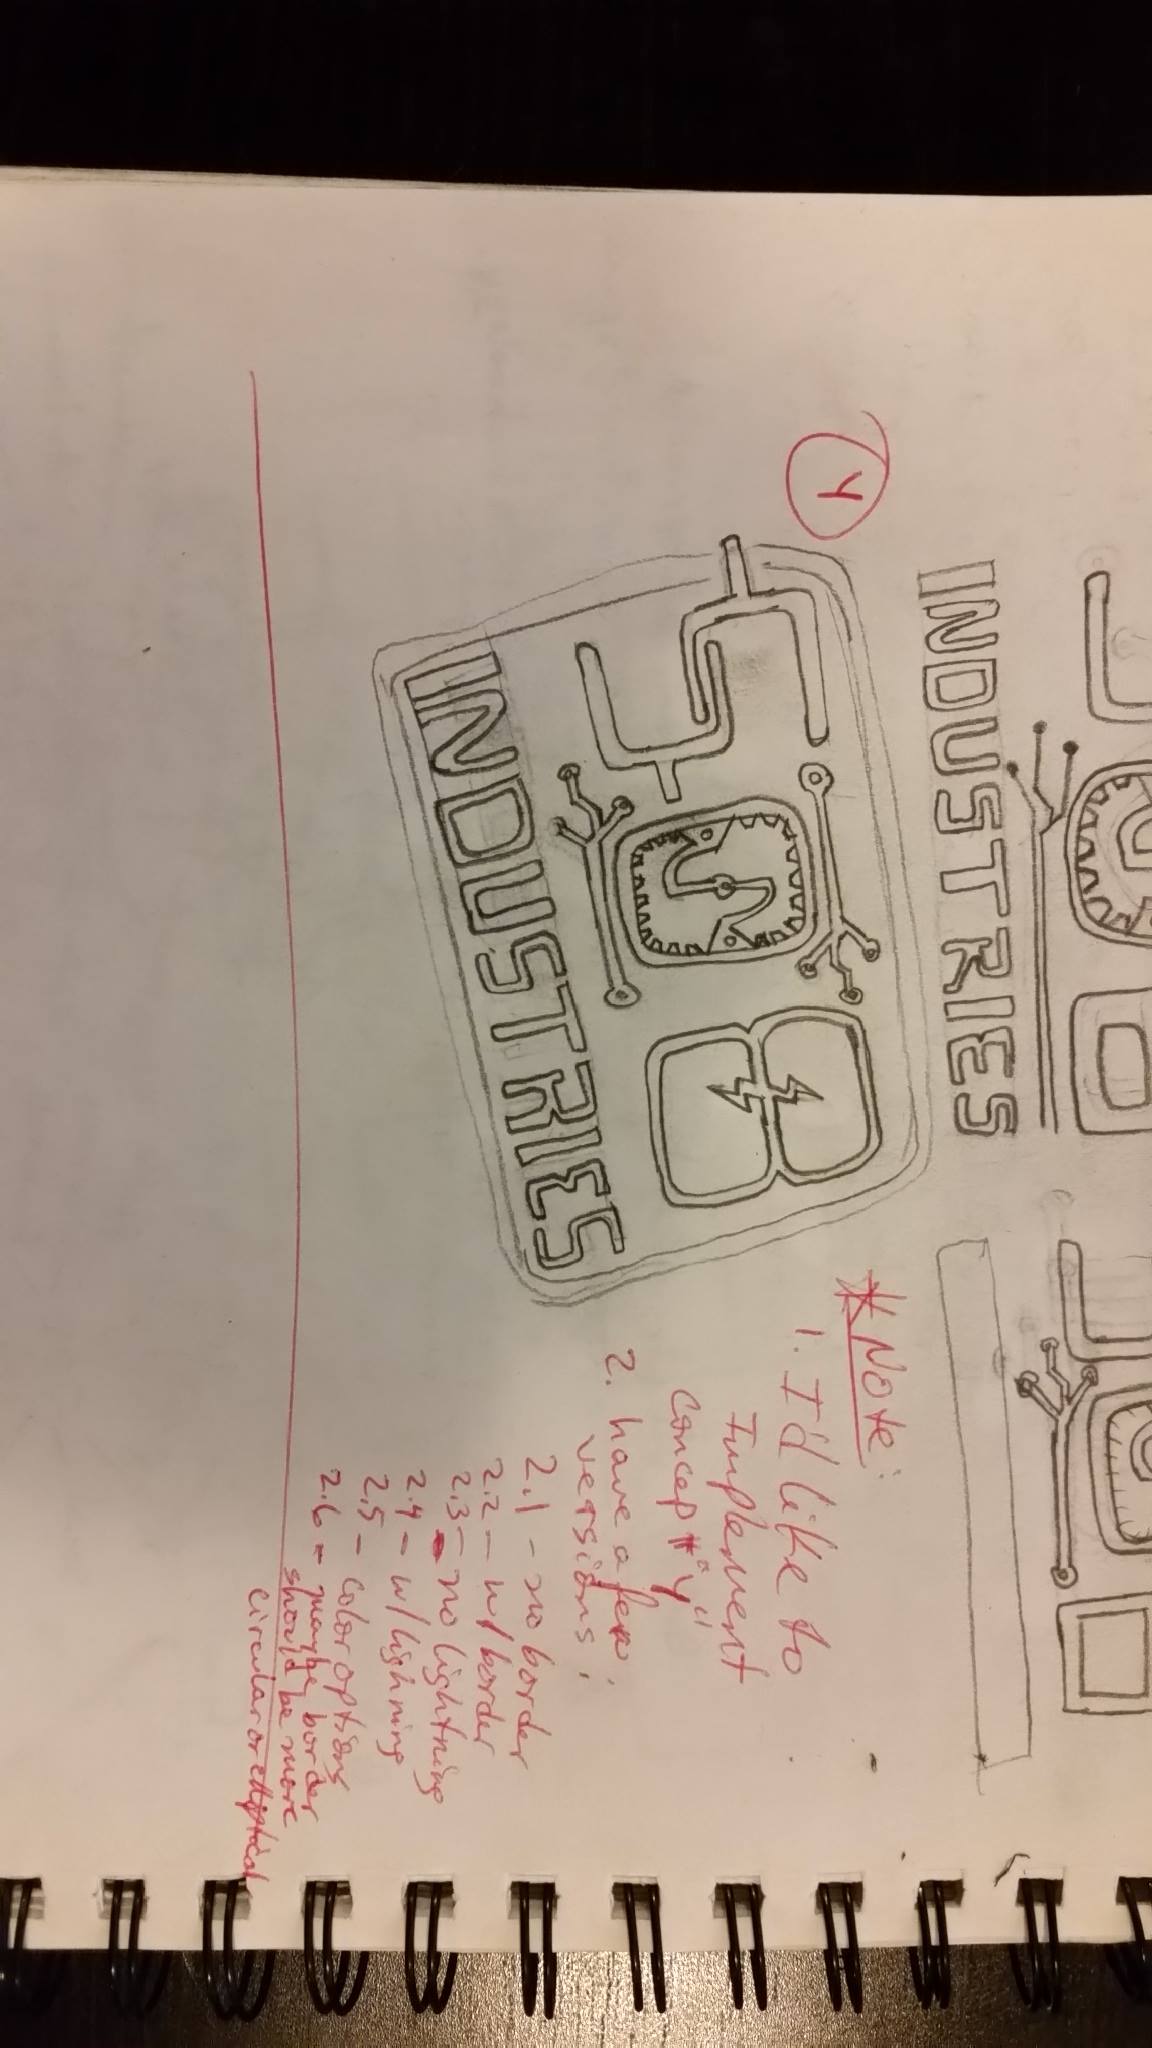 INDUSTRIES
4
INDUSTRIES
* Note:
1. I'd like to
Implement
Concept "4"
2. have a few
versions:
2.1 - no border
2.2 - w/border
2.3 - no lightning
2.4 - w/lighning
2.5 - color options
2.6 - maybe border
should be more
circular or elliptical